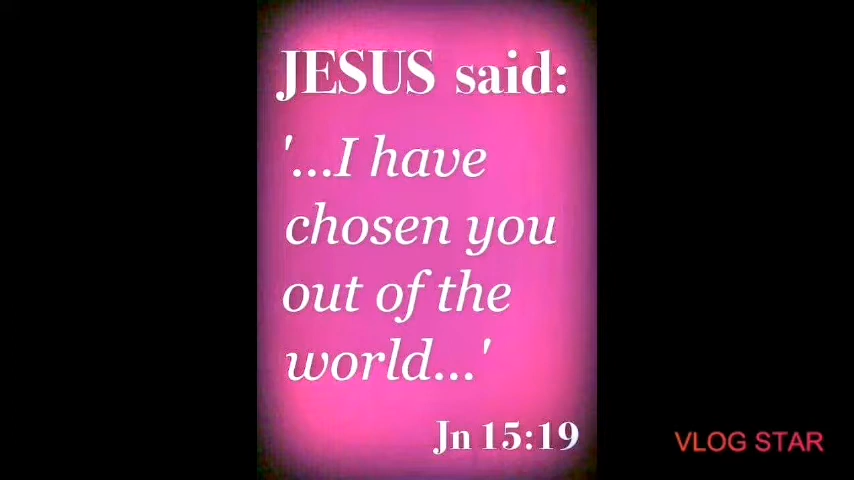 JESUS said:
'...I have
chosen you
out of the
world...'
Jn 15:19
VLOG STAR